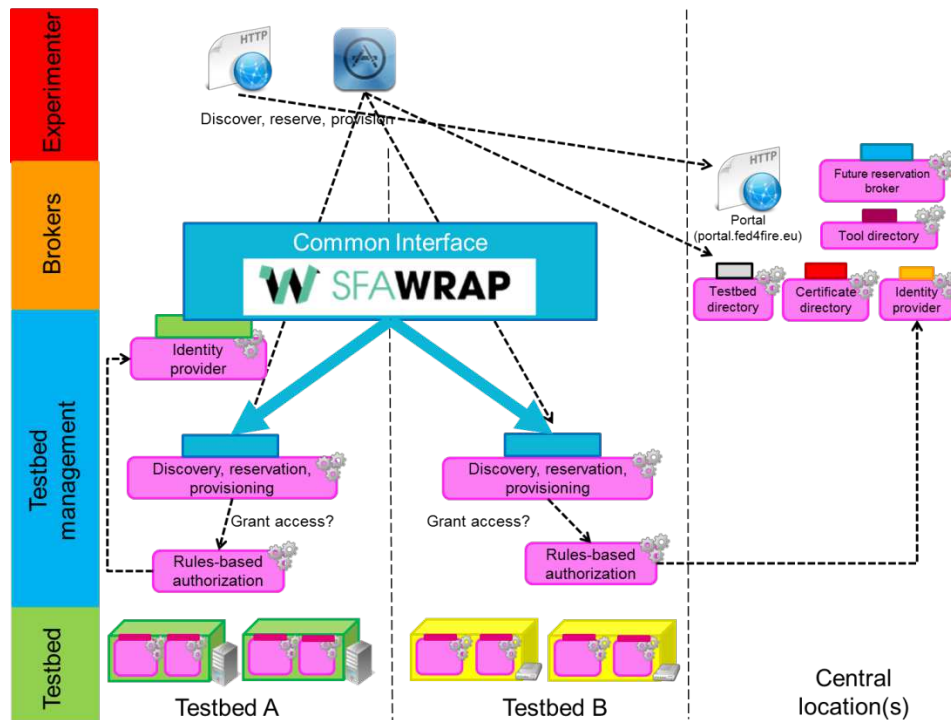 Experimenter
HTTP
Discover, reserve, provision
Brokers
HTTP
Portal
(portal.fed4fire.eu)
Future reservation
broker
Tool directory
Testbed
directory
Certificate
directory
Identity
provider
Common Interface
SFAWRAP
Testbed
management
Identity
provider
Discovery, reservation,
provisioning
Discovery, reservation,
provisioning
Grant access?
Grant access?
Rules-based
authorization
Rules-based
authorization
Testbed
Testbed A
Testbed B
Central
location(s)